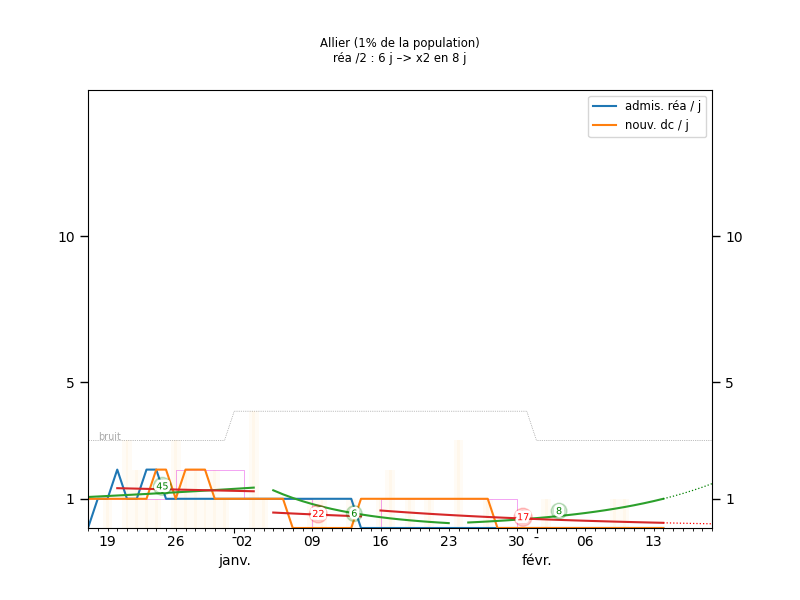 Allier (1% de la population)
réa /2 : 6 j –> x2 en 8 j
admis. réa / j
nouv. dc / j
10 10
5 5
bruit
1 1
45 22 6 17 8
19 26 02 09 16 23 30 06 13
janv. févr.